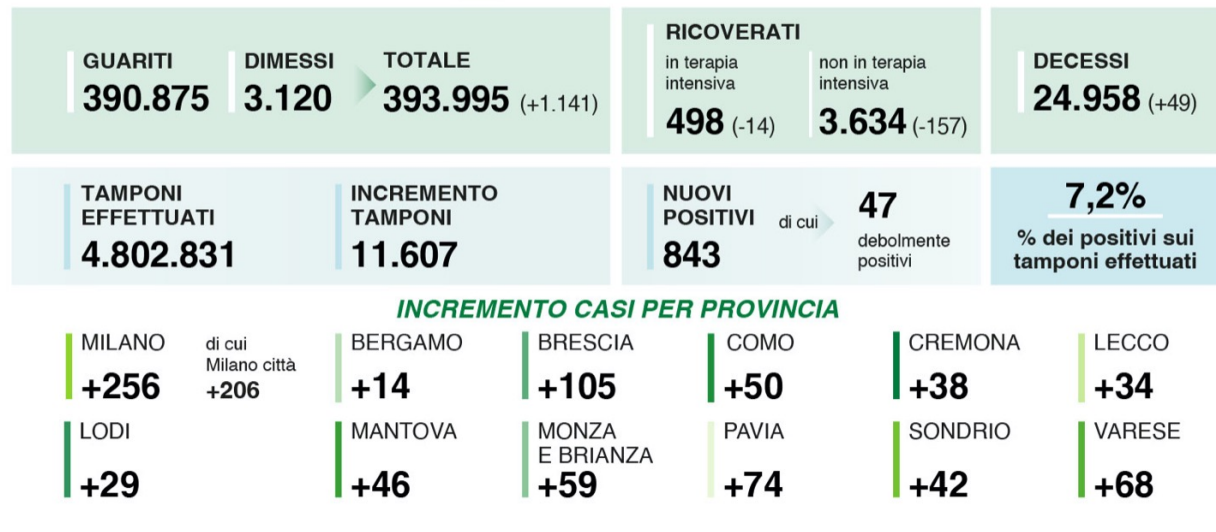 GUARITI
390.875
DIMESSI
3.120
TOTALE
393.995 (+1.141)
RICOVERATI
in terapia
intensiva
498 (-14)
non in terapia
intensiva
3.634 (-157)
DECESSI
24.958 (+49)
TAMPONI
EFFETTUATI
4.802.831
INCREMENTO
TAMPONI
11.607
NUOVI
POSITIVI
843
di cui
47
debolmente
positivi
7,2%
% dei positivi sui
tamponi effettuati
INCREMENTO CASI PER PROVINCIA
MILANO
+256
di cui
Milano città
+206
BERGAMO
+14
BRESCIA
+105
COMO
+50
CREMONA
+38
LECCO
+34
LODI
+29
MANTOVA
+46
MONZA
E BRIANZA
+59
PAVIA
+74
SONDRIO
+42
VARESE
+68